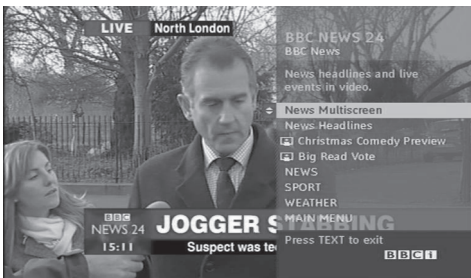 LIVE North London
BBC NEWS 24
BBC News
News headlines and live
events in video.
News Multiscreen
News Headlines
Christmas Comedy Preview
Big Read Vote
NEWS
SPORT
WEATHER
MAIN MENU
Press TEXT to exit
BBCi
BBC
NEWS 24
15:11
JOGGER STABBING
Suspect was